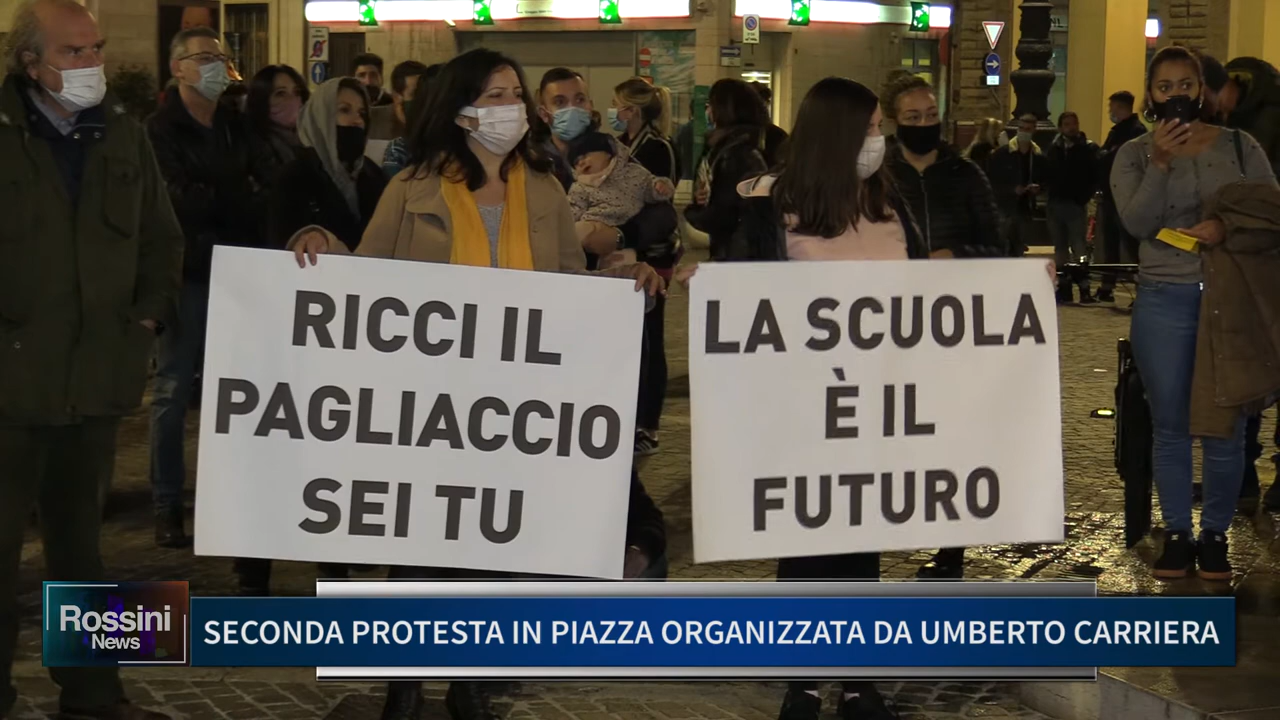 RICCI IL
PAGLIACCIO
SEI TU
LA SCUOLA
È IL
FUTURO
Rossini
News
SECONDA PROTESTA IN PIAZZA ORGANIZZATA DA UMBERTO CARRIERA